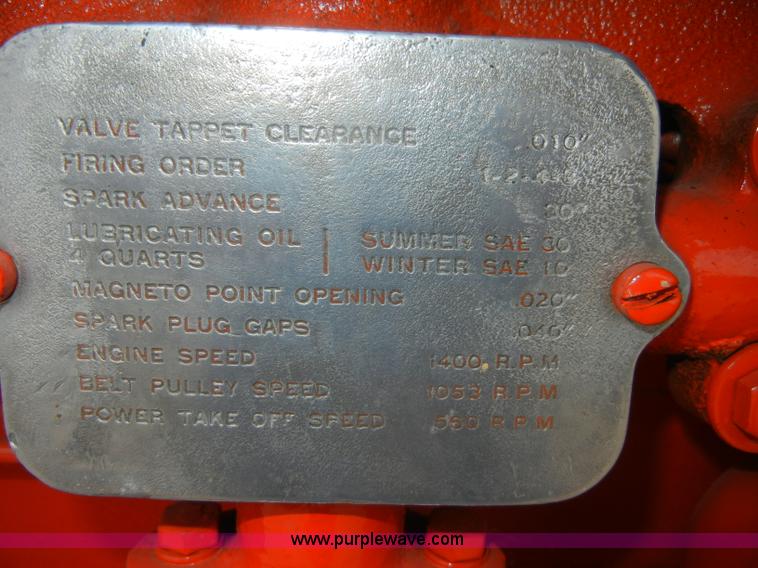 VALVE TAPPET CLEARANCE .010"
FIRING ORDER
SPARK ADVANCE 30°
LUBRICATING OIL | SUMMER SAE 30
4 QUARTS | WINTER SAE 10
MAGNETO POINT OPENING .020"
SPARK PLUG GAPS
ENGINE SPEED 1400 R.P.M
BELT PULLEY SPEED 1053 R.P.M
POWER TAKE OFF SPEED 560 R.P.M
www.purplewave.com